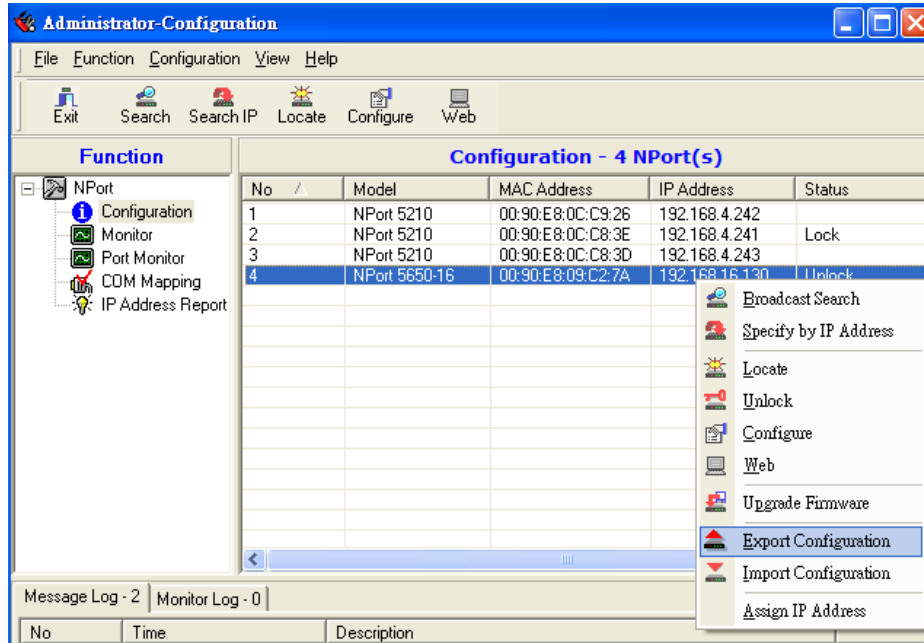 Administrator-Configuration
File Function Configuration View Help
Exit Search Search IP Locate Configure Web
Function
Configuration - 4 NPort(s)
NPort
Configuration
Monitor
Port Monitor
COM Mapping
IP Address Report
No Model MAC Address IP Address Status
1 NPort 5210 00:90:E8:0C:C9:26 192.168.4.242
2 NPort 5210 00:90:E8:0C:C8:3E 192.168.4.241 Lock
3 NPort 5210 00:90:E8:0C:C8:3D 192.168.4.243
4 NPort 5650-16 00:90:E8:09:C2:7A 192.168.16.130 Unlock
Broadcast Search
Specify by IP Address
Locate
Unlock
Configure
Web
Upgrade Firmware
Export Configuration
Import Configuration
Assign IP Address
Message Log - 2 Monitor Log - 0
No Time Description